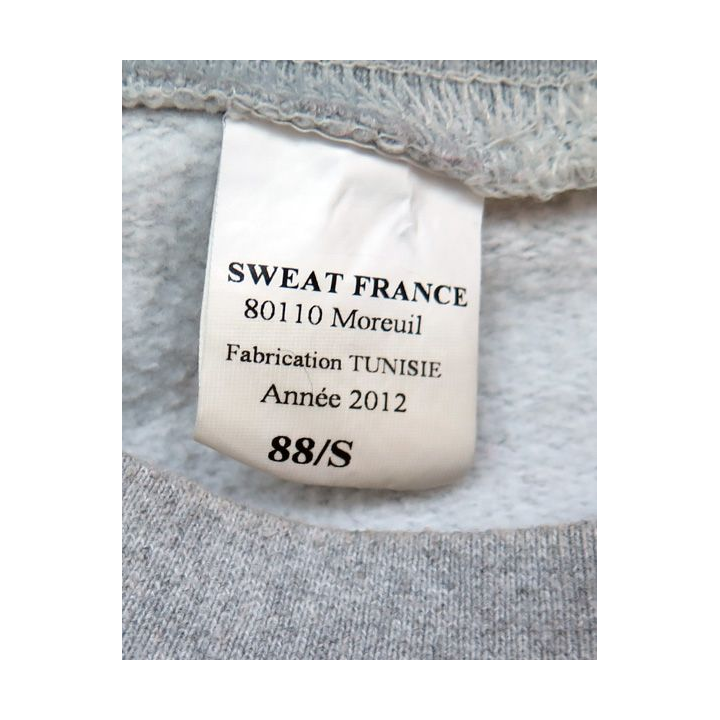 SWEAT FRANCE
80110 Moreuil
Fabrication TUNISIE
Année 2012
88/S